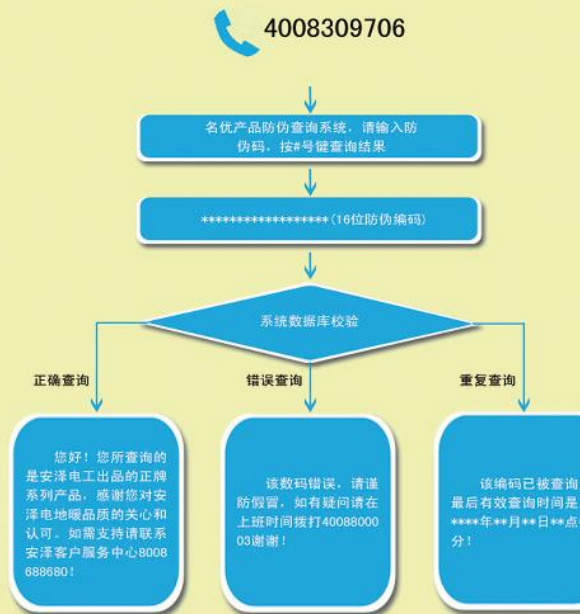 4008309706
名优产品防伪查询系统，请输入防
伪码，按#号键查询结果
******************(16位防伪编码)
系统数据库校验
正确查询
错误查询
重复查询
您好！您所查询的
是安泽电工出品的正牌
系列产品，感谢您对安
泽电地暖品质的关心和
认可。如需支持请联系
安泽客户服务中心8008
688680！
该数码错误，请谨
防假冒，如有疑问请在
上班时间拨打40088000
03谢谢！
该编码已被查询
最后有效查询时间是
****年**月**日**点
分！